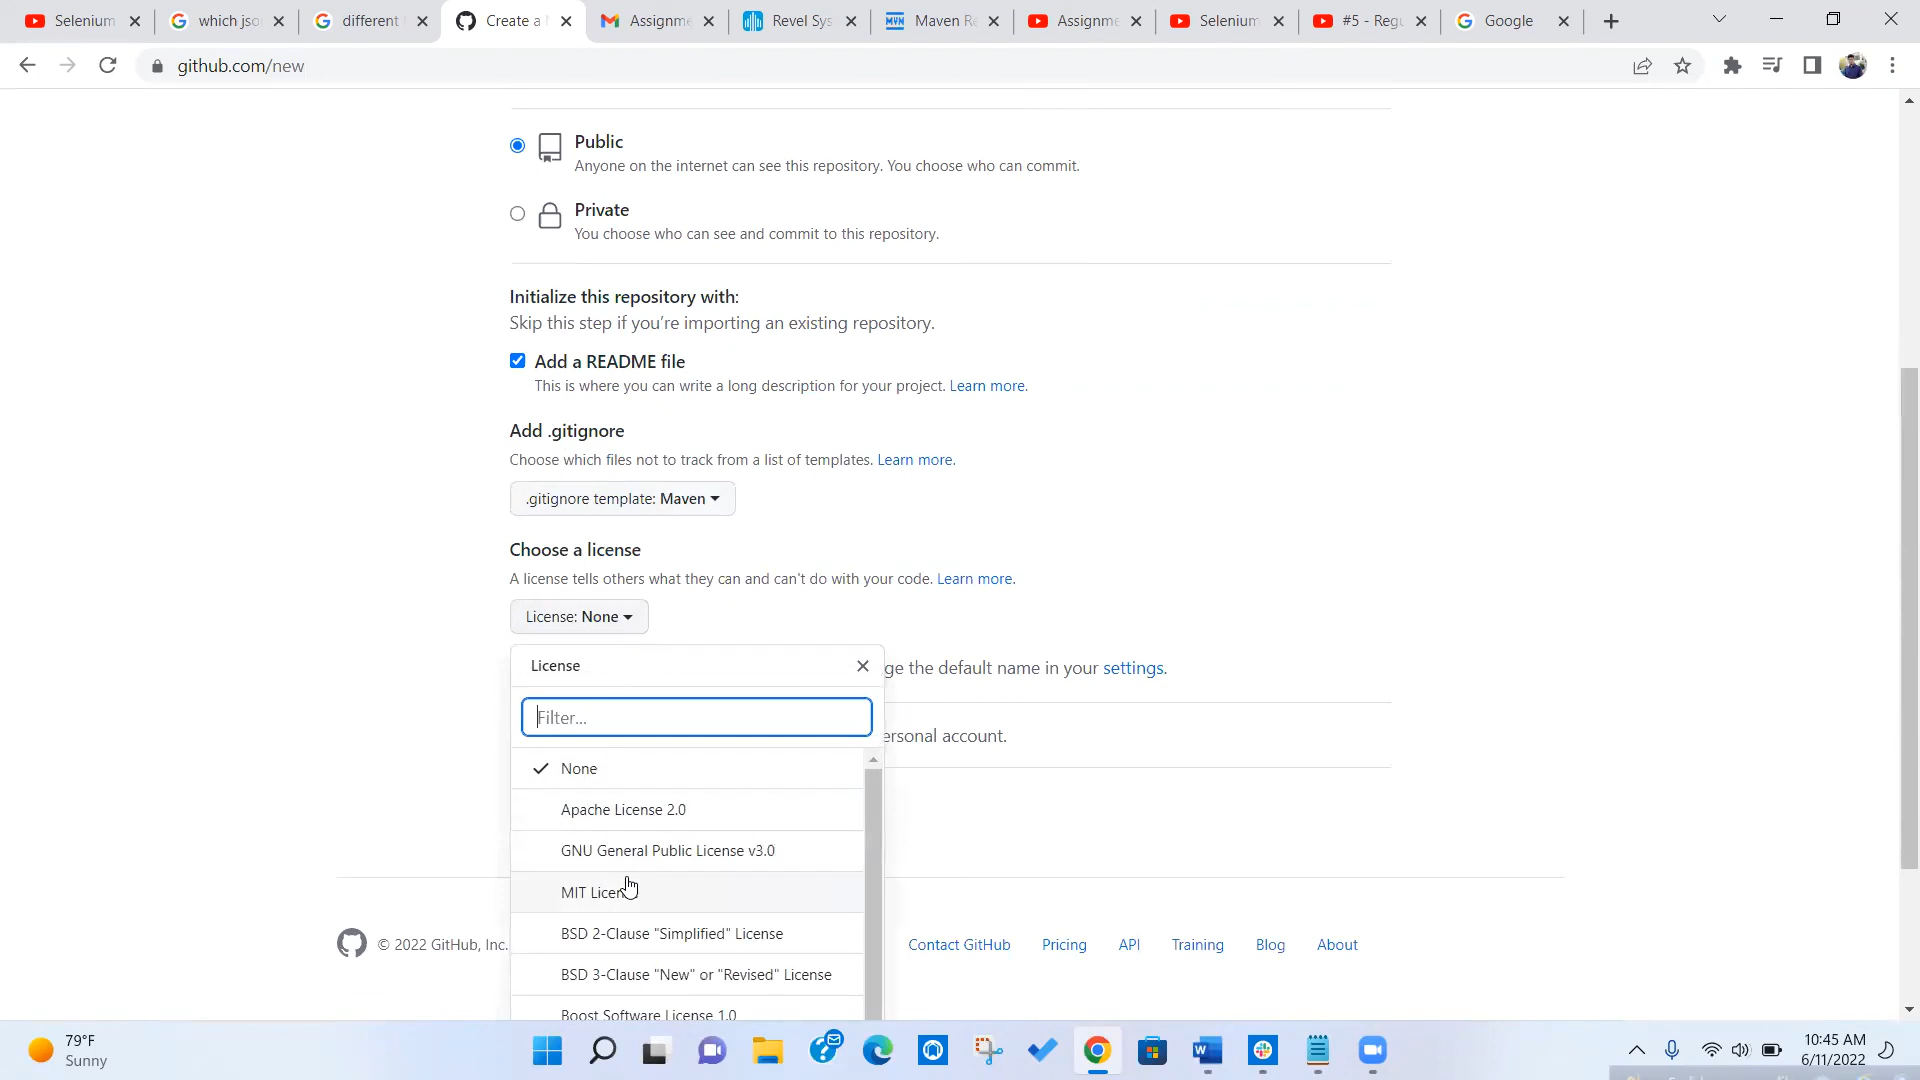 Selenium
which jso
different
Create a N
Assignme
Revel Sys
Maven Re
Assignme
Selenium
#5 - Regu
Google
github.com/new
Public
Anyone on the internet can see this repository. You choose who can commit.
Private
You choose who can see and commit to this repository.
Initialize this repository with:
Skip this step if you're importing an existing repository.
Add a README file
This is where you can write a long description for your project. Learn more.
Add .gitignore
Choose which files not to track from a list of templates. Learn more.
.gitignore template: Maven
Choose a license
A license tells others what they can and can't do with your code. Learn more.
License: None
License
ge the default name in your settings.
Filter...
ersonal account.
None
Apache License 2.0
GNU General Public License v3.0
MIT License
BSD 2-Clause "Simplified" License
BSD 3-Clause "New" or "Revised" License
Boost Software License 1.0
© 2022 GitHub, Inc.
Contact GitHub
Pricing
API
Training
Blog
About
79°F
Sunny
10:45 AM
6/11/2022